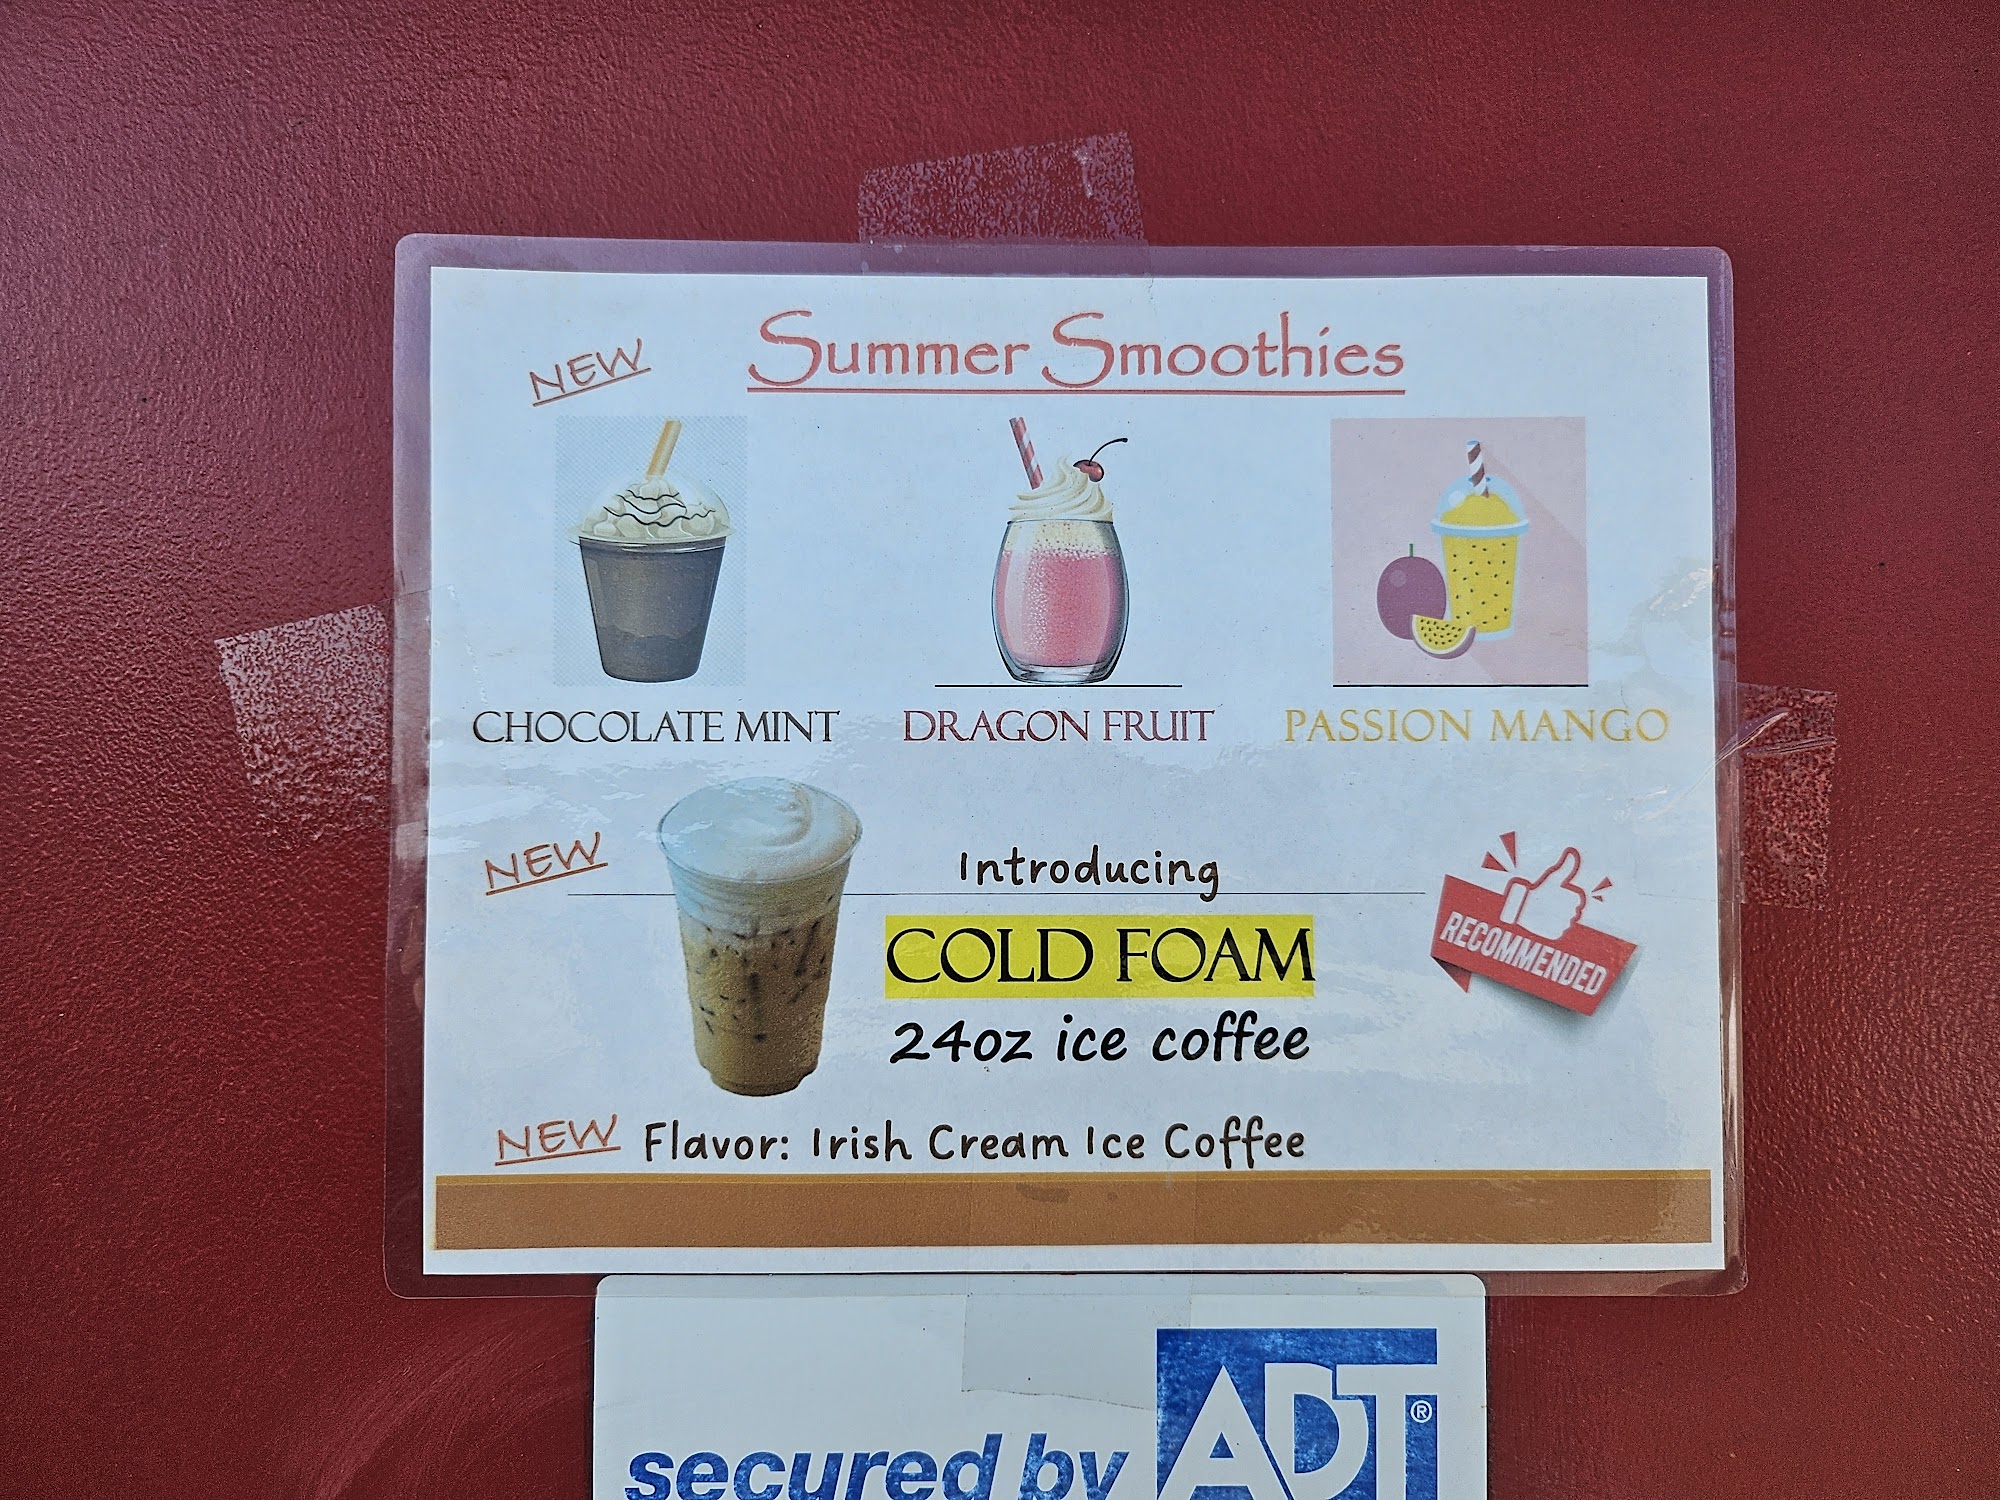 NEW
Summer Smoothies
CHOCOLATE MINT
DRAGON FRUIT
PASSION MANGO
NEW
Introducing
COLD FOAM
24oz ice coffee
RECOMMENDED
NEW Flavor: Irish Cream Ice Coffee
secured by ADT®